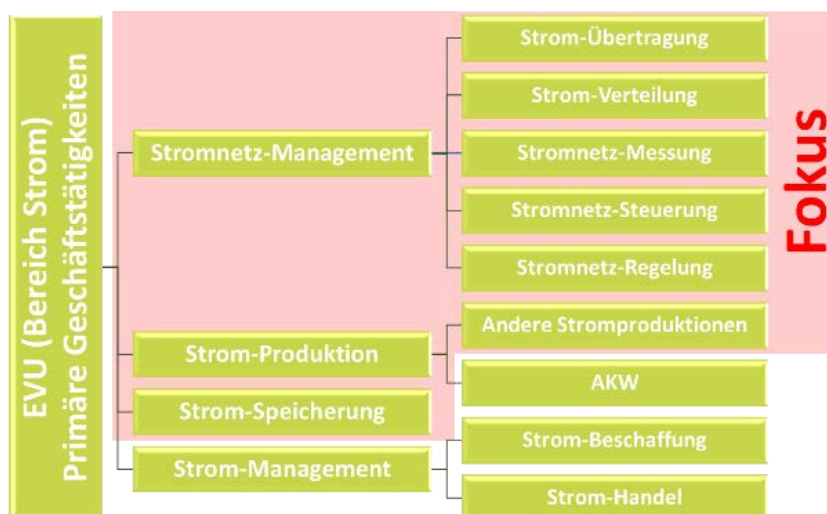 EVU (Bereich Strom)
Primäre Geschäftstätigkeiten
Stromnetz-Management
Strom-Übertragung
Strom-Verteilung
Stromnetz-Messung
Stromnetz-Steuerung
Stromnetz-Regelung
Strom-Produktion
Andere Stromproduktionen
AKW
Strom-Speicherung
Strom-Management
Strom-Beschaffung
Strom-Handel
Fokus